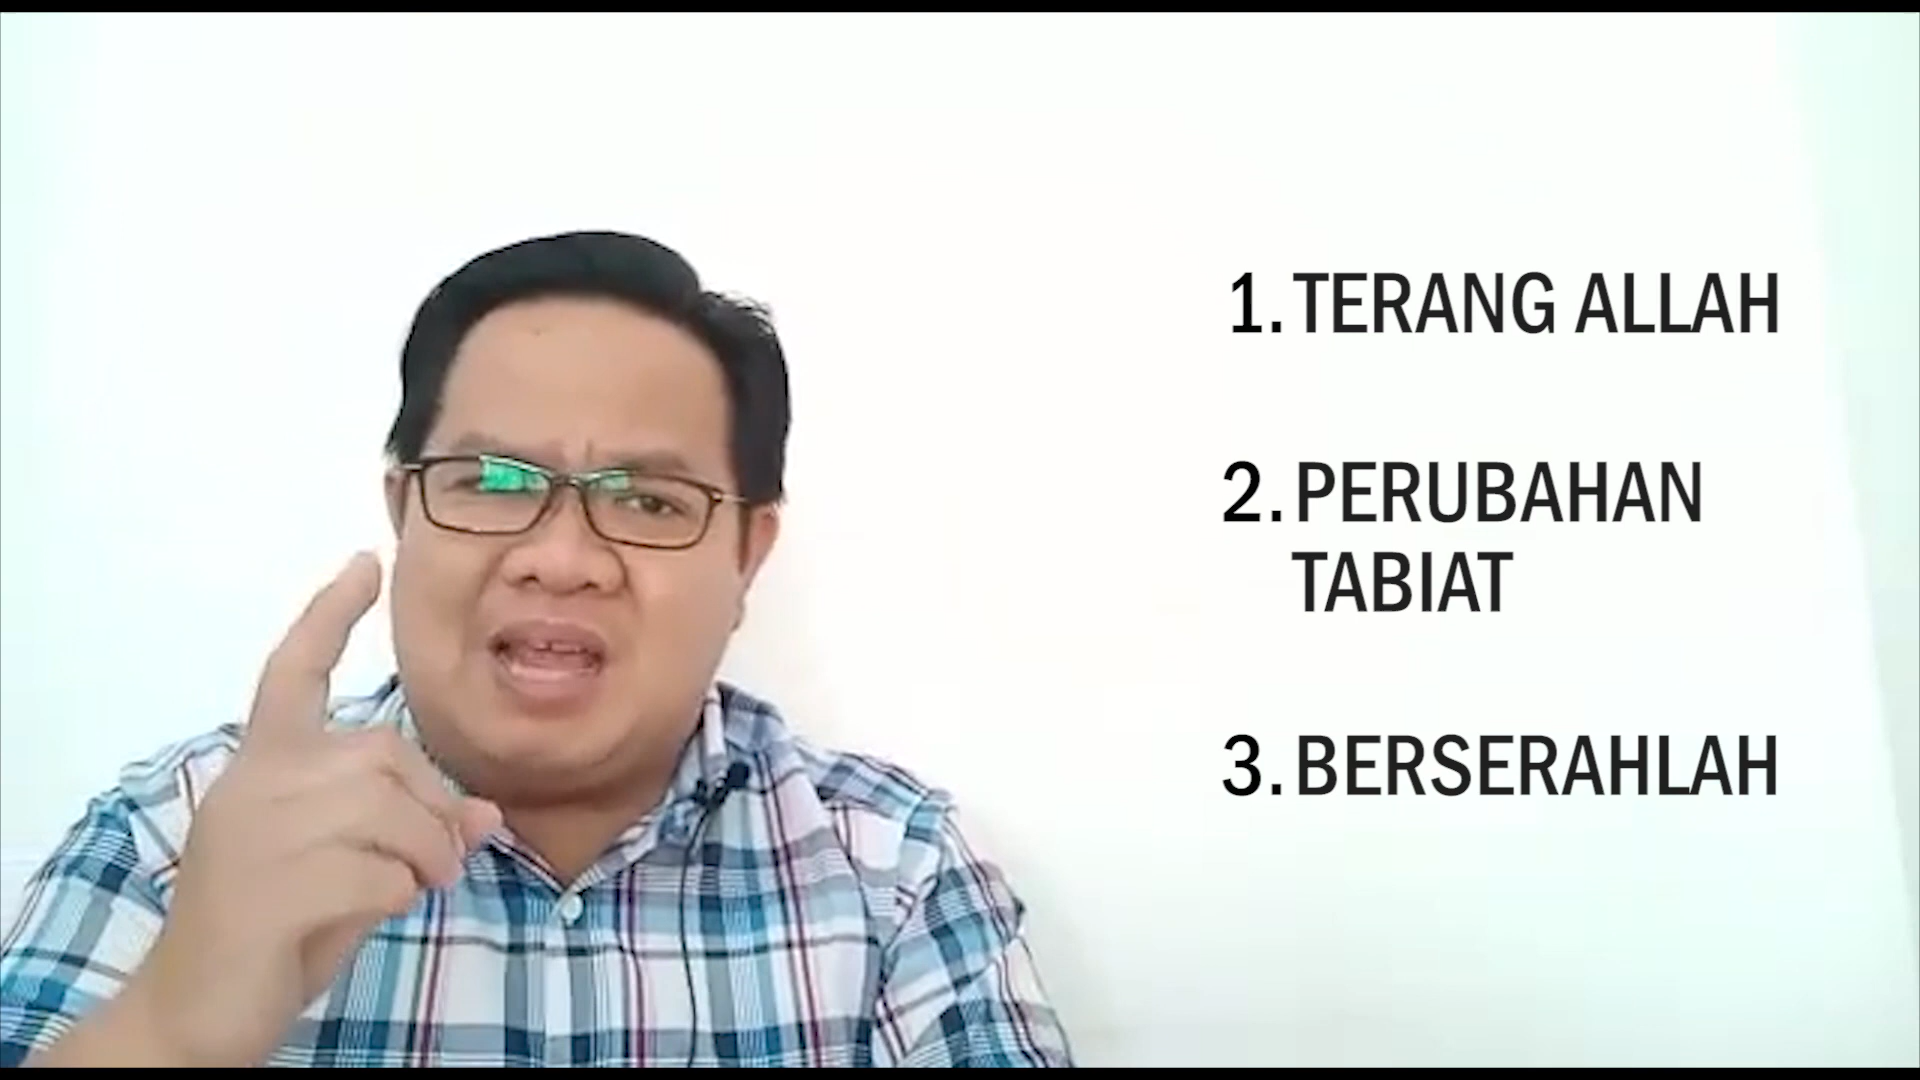 1. TERANG ALLAH
2. PERUBAHAN
TABIAT
3. BERSERAHLAH